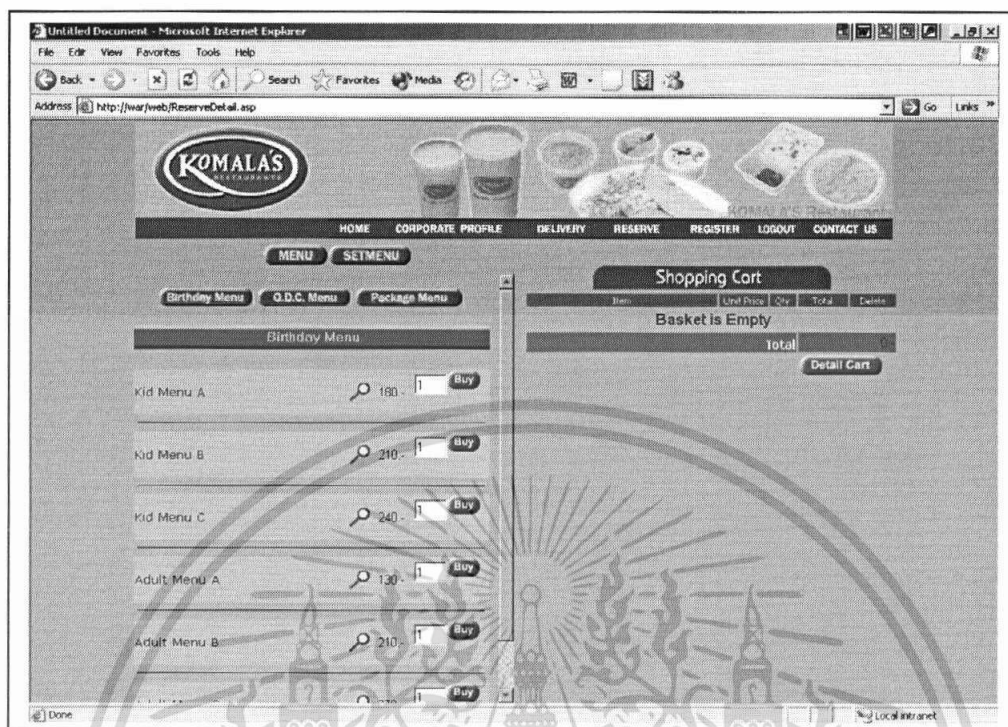 Untitled Document - Microsoft Internet Explorer
File Edit View Favorites Tools Help
Back Search Favorites Media
Address http://war/web/ReserveDetail.asp Go Links »
KOMALA'S
RESTAURANTS
KOMALA'S Restaurant
HOME CORPORATE PROFILE DELIVERY RESERVE REGISTER LOGOUT CONTACT US
MENU SETMENU
Shopping Cart
Birthday Menu O.D.C. Menu Package Menu
Item Unit Price Qty Total Delete
Basket is Empty
Birthday Menu
Total
Detail Cart
Kid Menu A 180.- 1 Buy
Kid Menu B 210.- 1 Buy
Kid Menu C 240.- 1 Buy
Adult Menu A 130.- 1 Buy
Adult Menu B 210.- 1 Buy
1 Buy
Done Local intranet